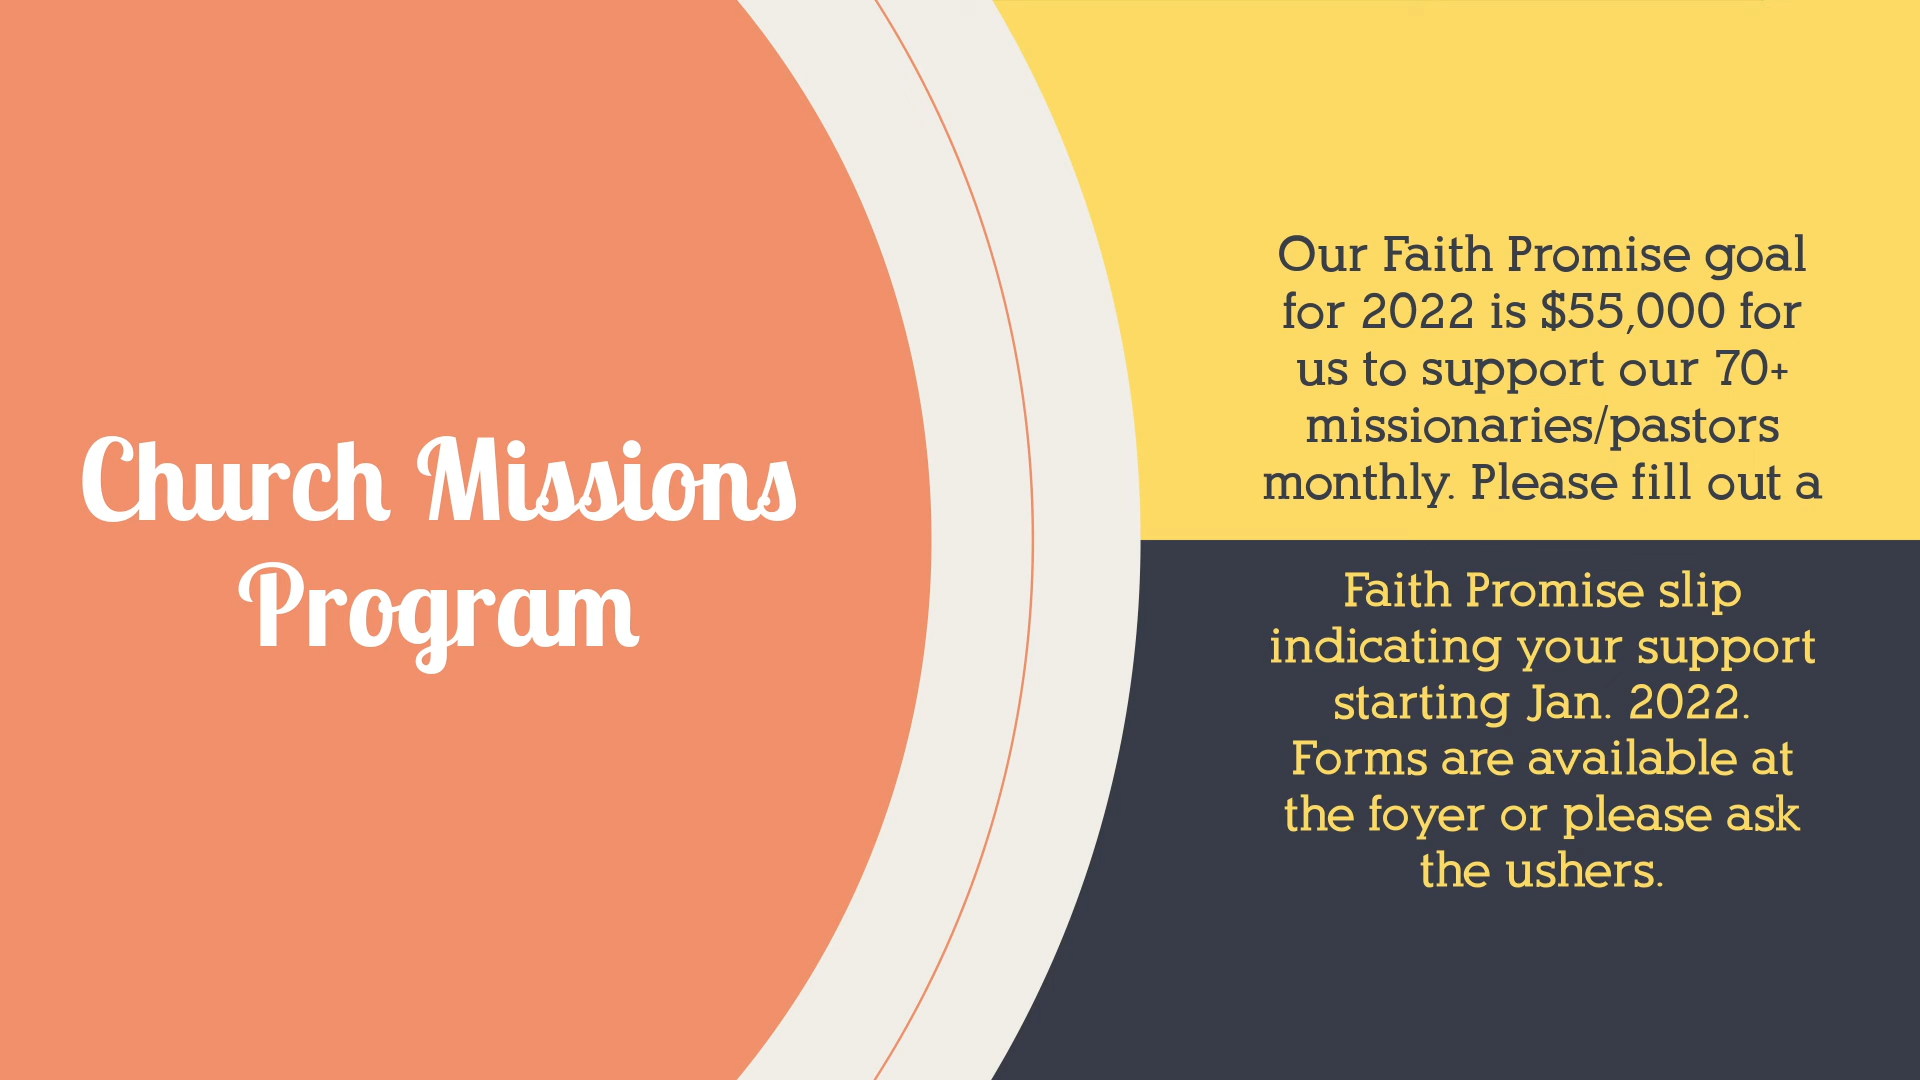 Church Missions
Program
Our Faith Promise goal
for 2022 is $55,000 for
us to support our 70+
missionaries/pastors
monthly. Please fill out a
Faith Promise slip
indicating your support
starting Jan. 2022.
Forms are available at
the foyer or please ask
the ushers.